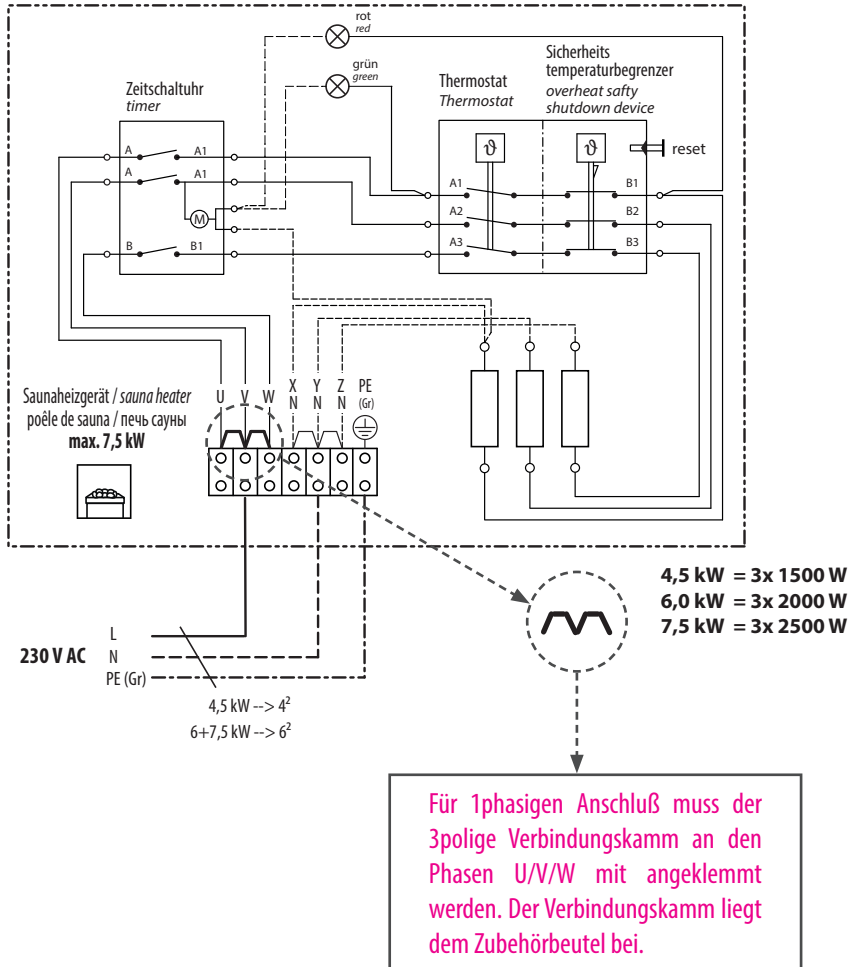 rot
red
grün
green
Zeitschaltuhr
timer
Thermostat
Thermostat
Sicherheits
temperaturbegrenzer
overheat safty
shutdown device
ϑ
ϑ
reset
A
A1
A
A1
M
B
B1
A1
A2
A3
B1
B2
B3
Saunaheizgerät / sauna heater
poêle de sauna / печь сауны
max. 7,5 kW
U V W X Y Z PE
N N N (Gr)
4,5 kW = 3x 1500 W
6,0 kW = 3x 2000 W
7,5 kW = 3x 2500 W
230 V AC
L
N
PE (Gr)
4,5 kW --> 4²
6+7,5 kW --> 6²
Für 1phasigen Anschluß muss der
3polige Verbindungskamm an den
Phasen U/V/W mit angeklemmt
werden. Der Verbindungskamm liegt
dem Zubehörbeutel bei.